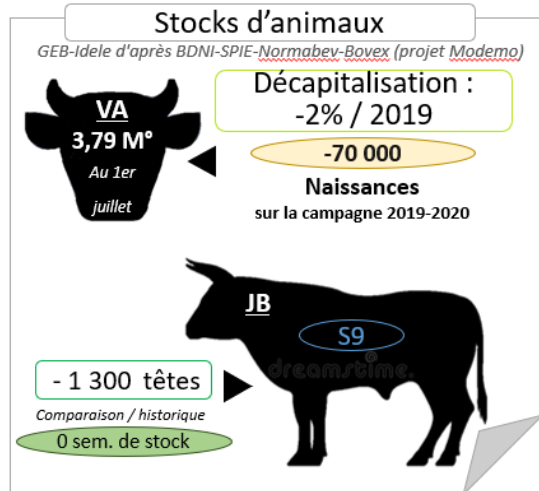 Stocks d’animaux
GEB-Idele d'après BDNI-SPIE-Normabev-Bovex (projet Modemo)
VA
3,79 M°
Au 1er
juillet
Décapitalisation :
-2% / 2019
-70 000
Naissances
sur la campagne 2019-2020
JB
S9
dreamstime.
- 1 300 têtes
Comparaison / historique
0 sem. de stock